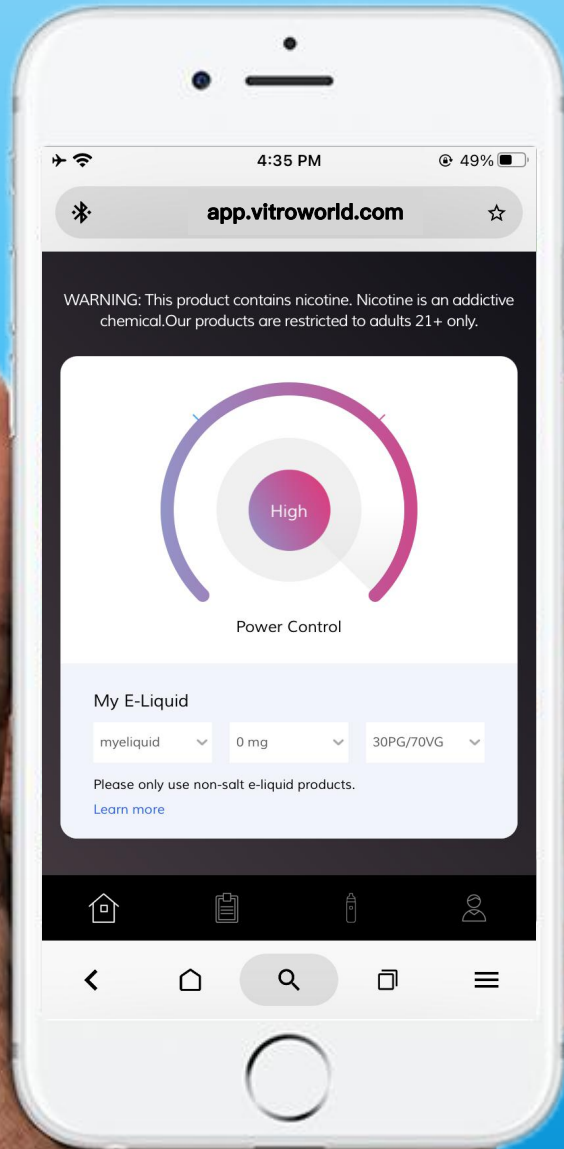 4:35 PM
49%
app.vitroworld.com
WARNING: This product contains nicotine. Nicotine is an addictive
chemical.Our products are restricted to adults 21+ only.
High
Power Control
My E-Liquid
myeliquid 0 mg 30PG/70VG
Please only use non-salt e-liquid products.
Learn more